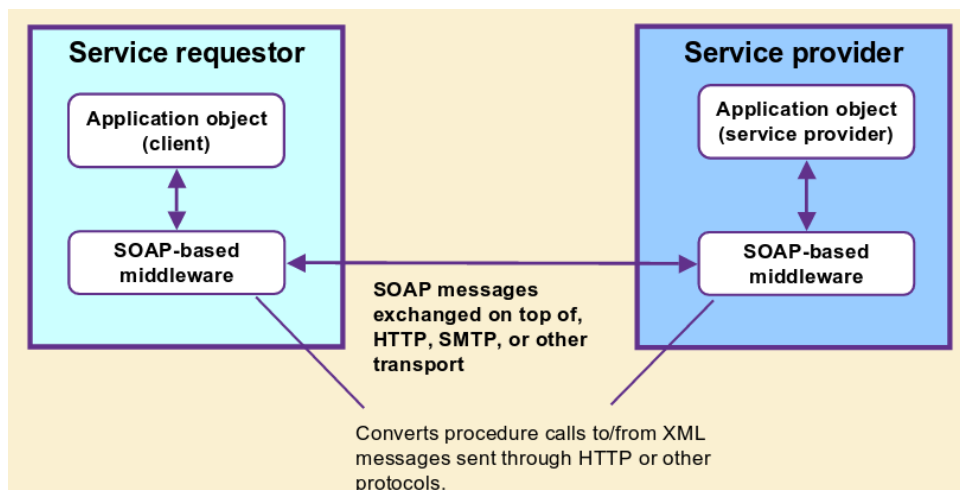 Service requestor
Application object
(client)
SOAP-based
middleware
Service provider
Application object
(service provider)
SOAP-based
middleware
SOAP messages
exchanged on top of,
HTTP, SMTP, or other
transport
Converts procedure calls to/from XML
messages sent through HTTP or other
protocols.